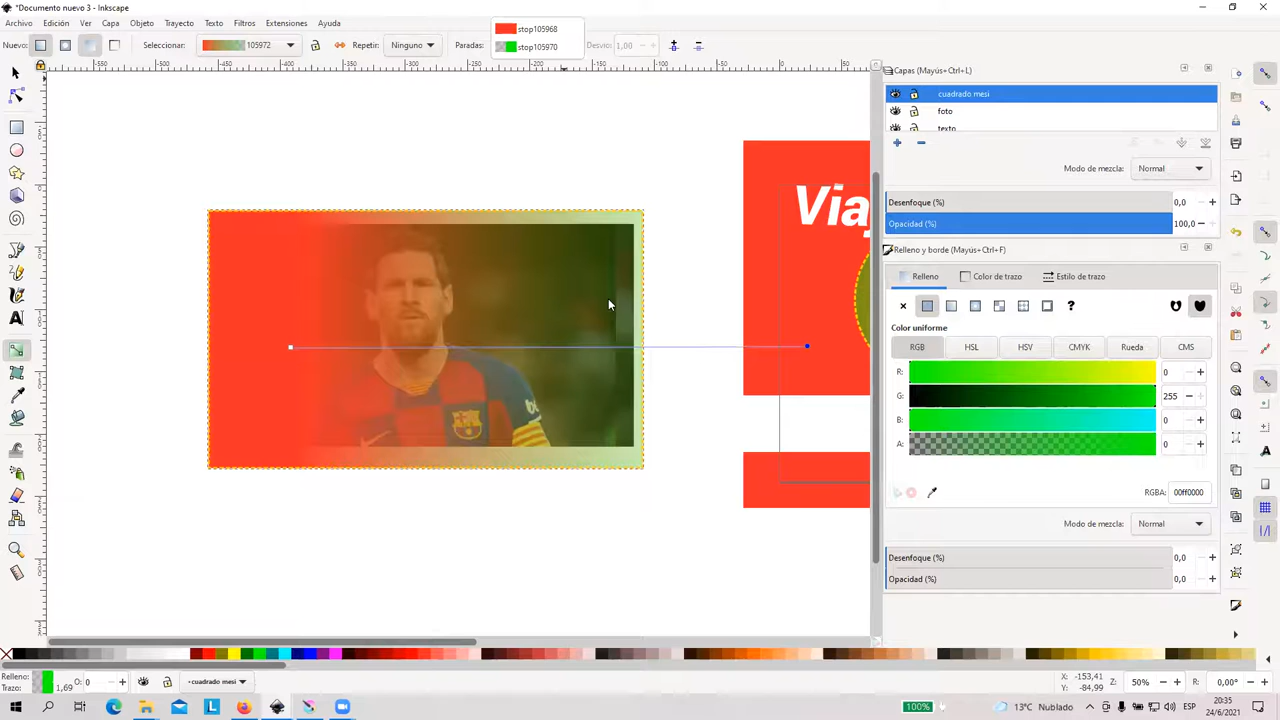 *Documento nuevo 3 - Inkscape
Archivo Edición Ver Capa Objeto Trayecto Texto Filtros Extensiones Ayuda
stop105968
stop105970
Nuevo: Seleccionar: 105972 Repetir: Ninguno Paradas: Desvío: 1,00
Capas (Mayús+Ctrl+L)
cuadrado mesi
foto
texto
Modo de mezcla: Normal
Desenfoque (%) 0,0
Opacidad (%) 100,0
Relleno y borde (Mayús+Ctrl+F)
Relleno Color de trazo Estilo de trazo
Color uniforme
RGB HSL HSV CMYK Rueda CMS
R: 0
G: 255
B: 0
A: 0
RGBA: 00ff0000
Modo de mezcla: Normal
Desenfoque (%) 0,0
Opacidad (%) 0,0
Relleno:
Trazo: 1,69 O: 0 •cuadrado mesi
X: -153,41
Y: -84,99
Z: 50% R: 0,00°
100% 13°C Nublado ESP 20:35
24/6/2021